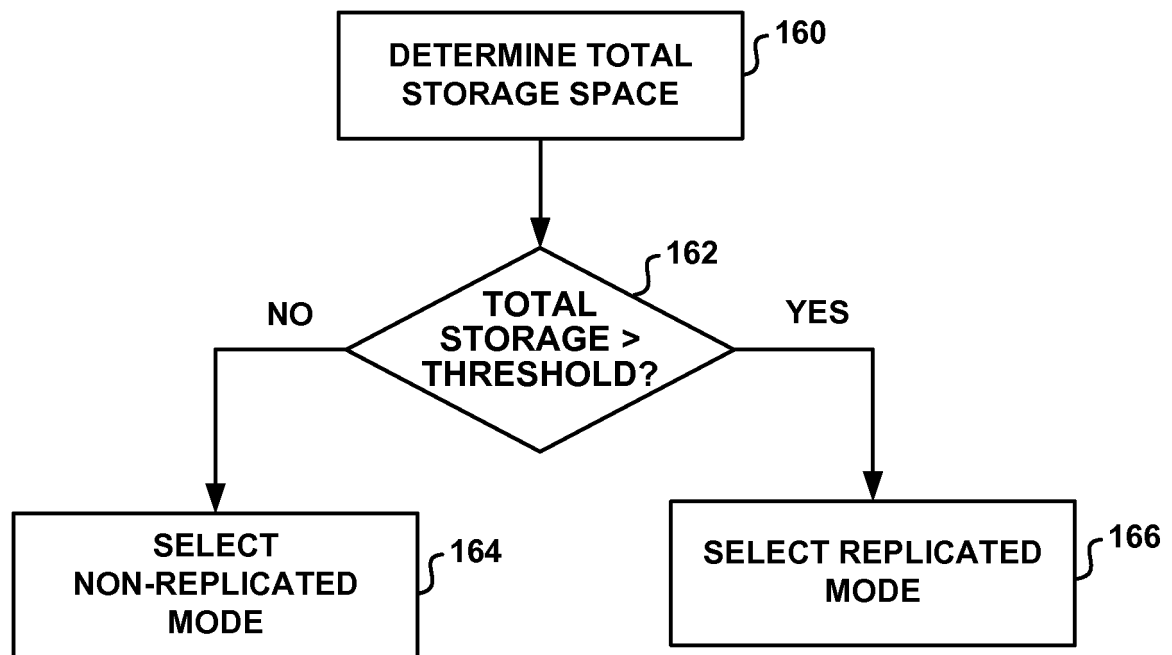 DETERMINE TOTAL
STORAGE SPACE
160
162
TOTAL
STORAGE >
THRESHOLD?
NO
YES
SELECT
NON-REPLICATED
MODE
164
SELECT REPLICATED
MODE
166